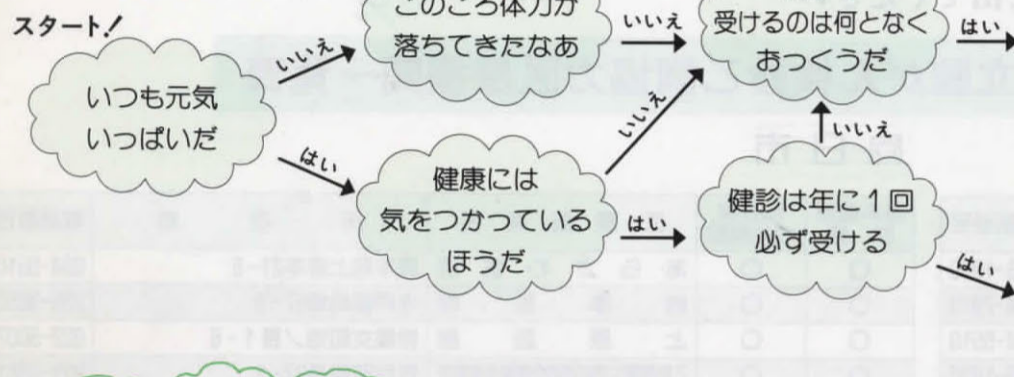 スタート！
いつも元気
いっぱいだ
いいえ
はい
このごろ体力が
落ちてきたなあ
いいえ
健康には
気をつかっている
ほうだ
いいえ
はい
受けるのは何となく
おっくうだ
はい
いいえ
健診は年に１回
必ず受ける
はい